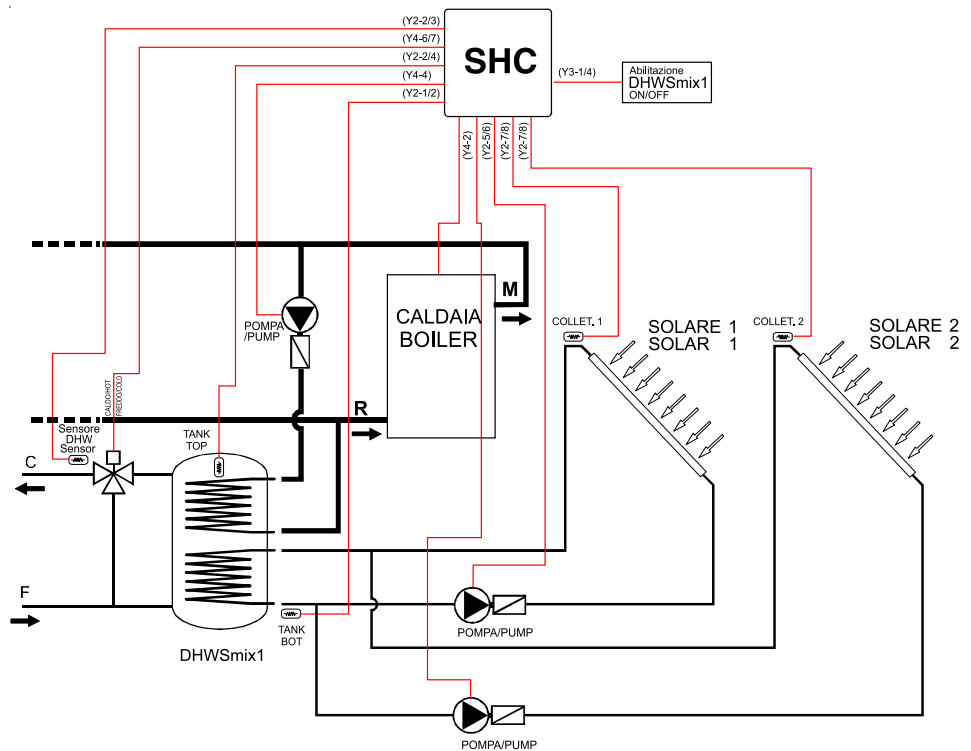 (Y2-2/3)
(Y4-6/7)
(Y2-2/4)
(Y4-4)
(Y2-1/2)
SHC
(Y3-1/4)
Abilitazione
DHWSmix1
ON/OFF
(Y4-2)
(Y2-5/6)
(Y2-7/8)
(Y2-7/8)
M
CALDAIA
BOILER
POMPA
/PUMP
COLLET. 1
SOLARE 1
SOLAR 1
COLLET. 2
SOLARE 2
SOLAR 2
CALDO/HOT
FREDDO/COLD
R
Sensore
DHW
Sensor
TANK
TOP
C
F
TANK
BOT
POMPA/PUMP
DHWSmix1
POMPA/PUMP